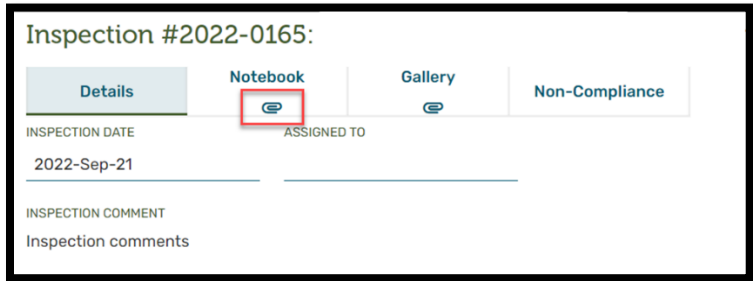 Inspection #2022-0165:
Details Notebook Gallery Non-Compliance
INSPECTION DATE ASSIGNED TO
2022-Sep-21
INSPECTION COMMENT
Inspection comments